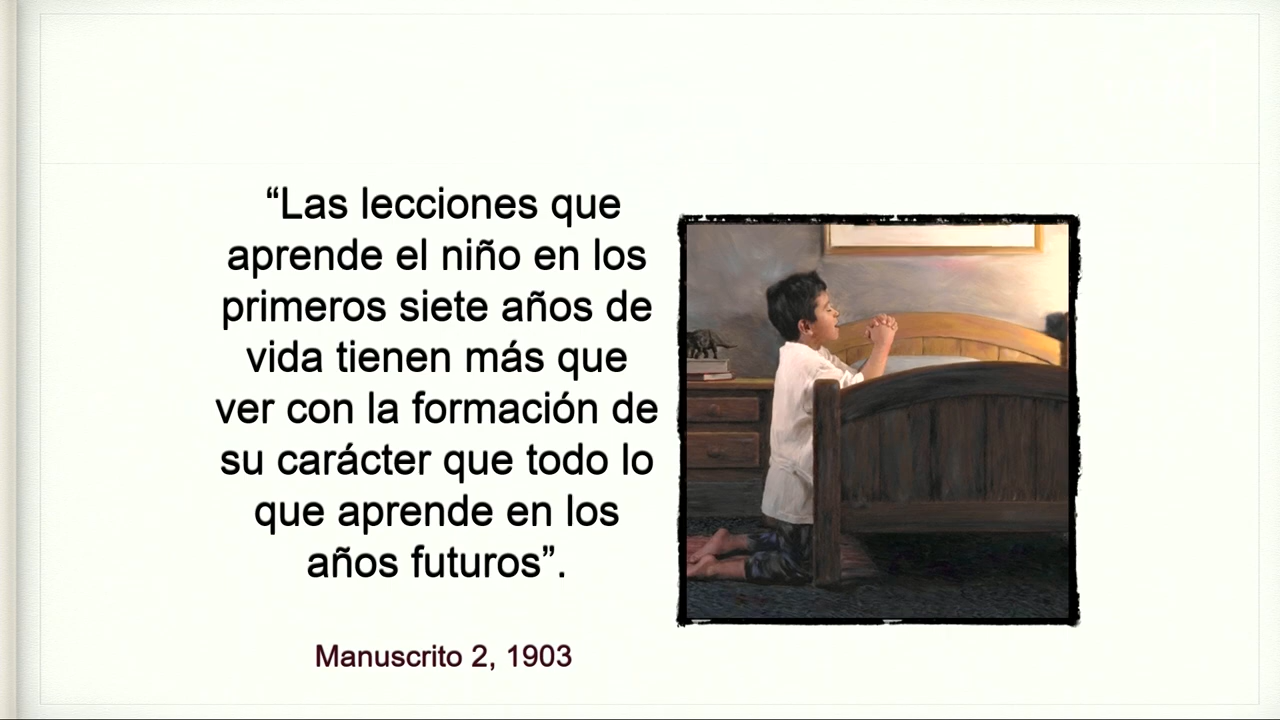 “Las lecciones que
aprende el niño en los
primeros siete años de
vida tienen más que
ver con la formación de
su carácter que todo lo
que aprende en los
años futuros”.
Manuscrito 2, 1903